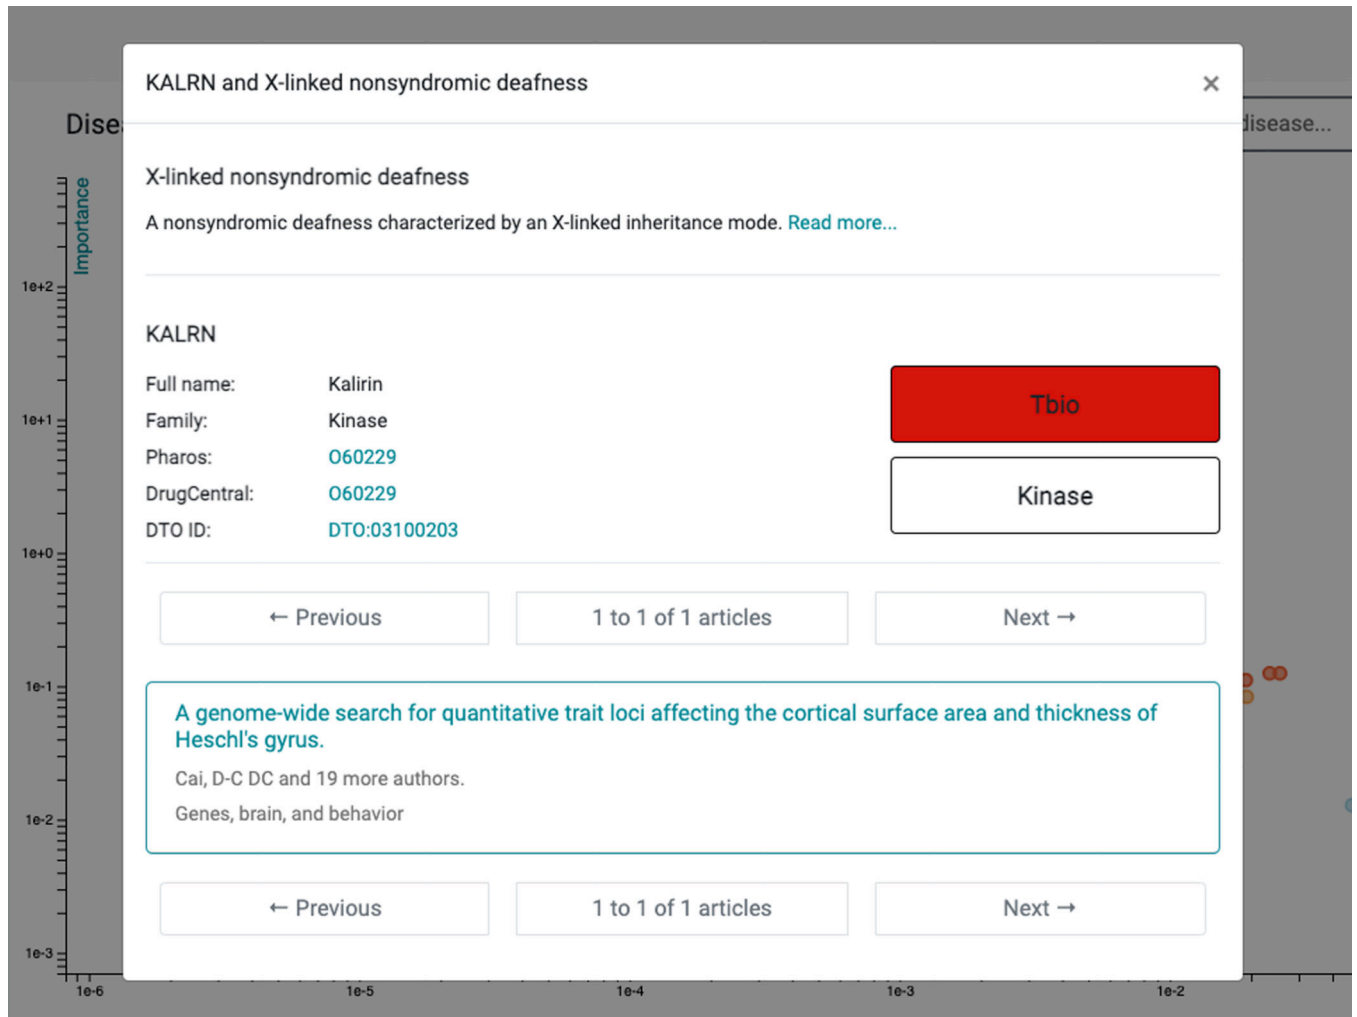 KALRN and X-linked nonsyndromic deafness ×
Dise
disease...
X-linked nonsyndromic deafness
A nonsyndromic deafness characterized by an X-linked inheritance mode. Read more...
Importance
1e+2
KALRN
Full name: Kalirin
Family: Kinase
Pharos: O60229
DrugCentral: O60229
DTO ID: DTO:03100203
Tbio
Kinase
1e+1
1e+0
← Previous
1 to 1 of 1 articles
Next →
1e-1
A genome-wide search for quantitative trait loci affecting the cortical surface area and thickness of
Heschl's gyrus.
Cai, D-C DC and 19 more authors.
Genes, brain, and behavior
1e-2
← Previous
1 to 1 of 1 articles
Next →
1e-3
1e-6 1e-5 1e-4 1e-3 1e-2